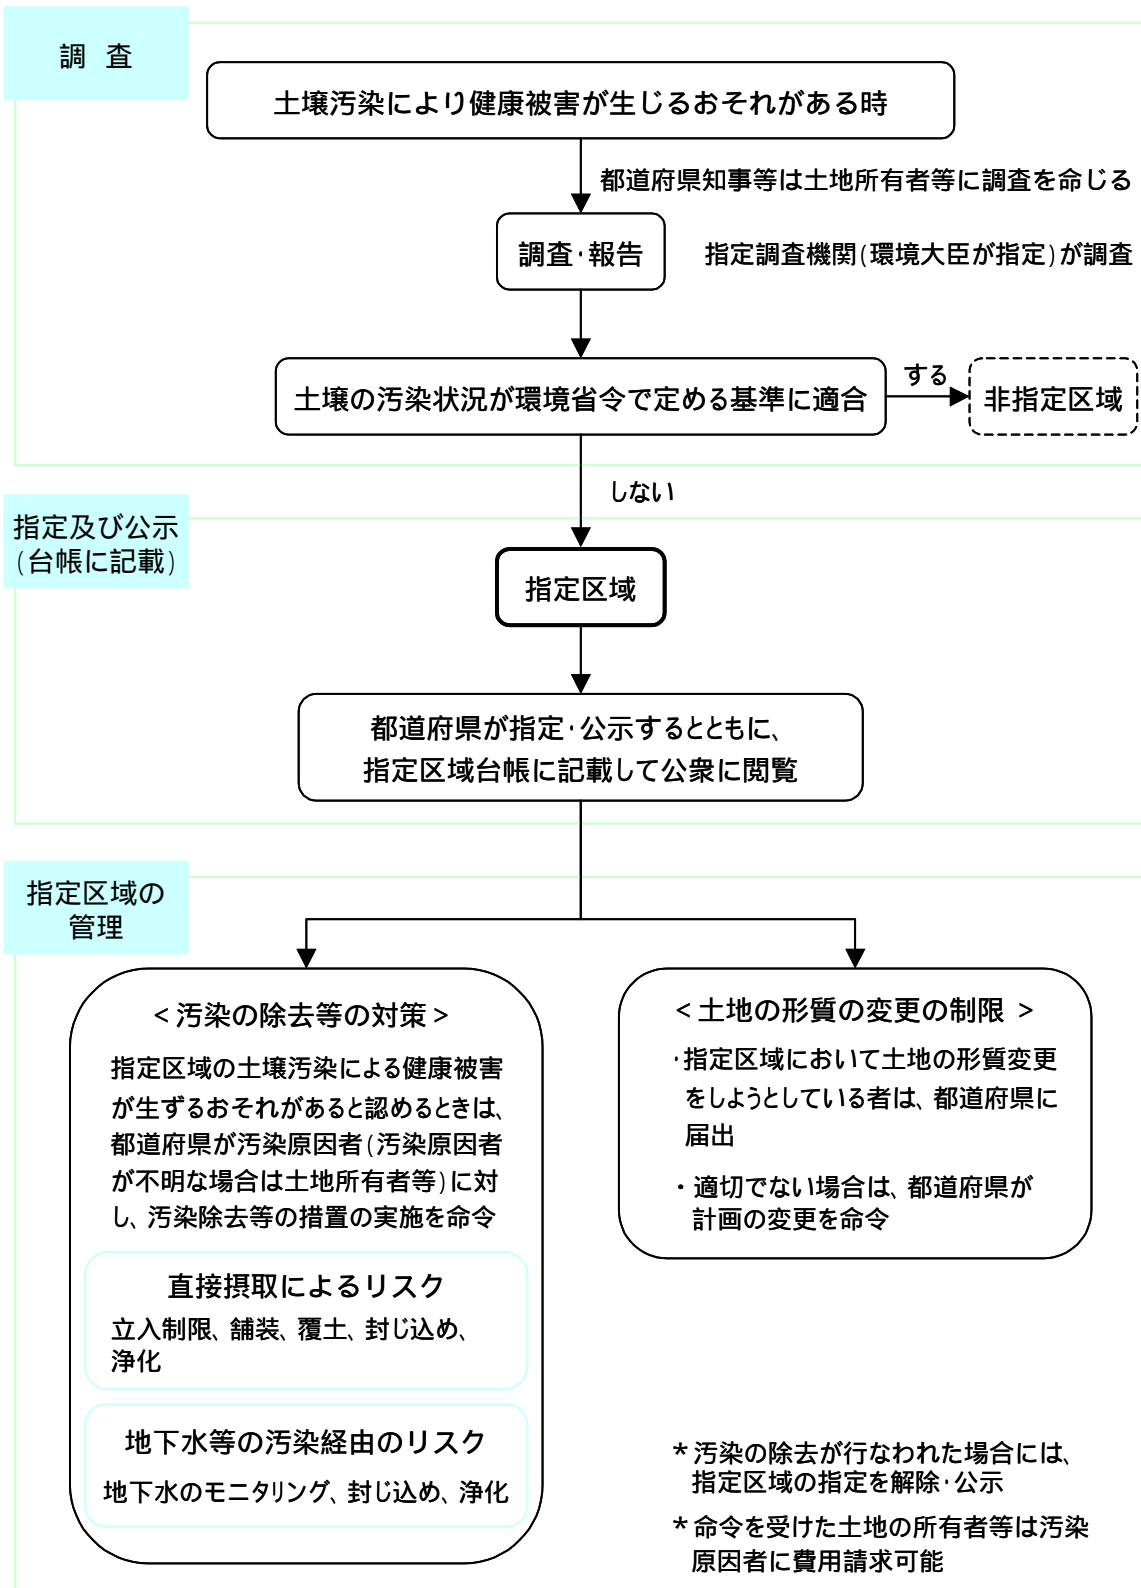 調 査
土壌汚染により健康被害が生じるおそれがある時
都道府県知事等は土地所有者等に調査を命じる
調査・報告
指定調査機関(環境大臣が指定)が調査
土壌の汚染状況が環境省令で定める基準に適合
する
非指定区域
しない
指定及び公示
(台帳に記載)
指定区域
都道府県が指定・公示するとともに、
指定区域台帳に記載して公衆に閲覧
指定区域の
管理
<汚染の除去等の対策>
指定区域の土壌汚染による健康被害
が生ずるおそれがあると認めるときは、
都道府県が汚染原因者(汚染原因者
が不明な場合は土地所有者等)に対
し、汚染除去等の措置の実施を命令
直接摂取によるリスク
立入制限、舗装、覆土、封じ込め、
浄化
地下水等の汚染経由のリスク
地下水のモニタリング、封じ込め、浄化
<土地の形質の変更の制限 >
・指定区域において土地の形質変更
をしようとしている者は、都道府県に
届出
・適切でない場合は、都道府県が
計画の変更を命令
*汚染の除去が行なわれた場合には、
指定区域の指定を解除・公示
*命令を受けた土地の所有者等は汚染
原因者に費用請求可能